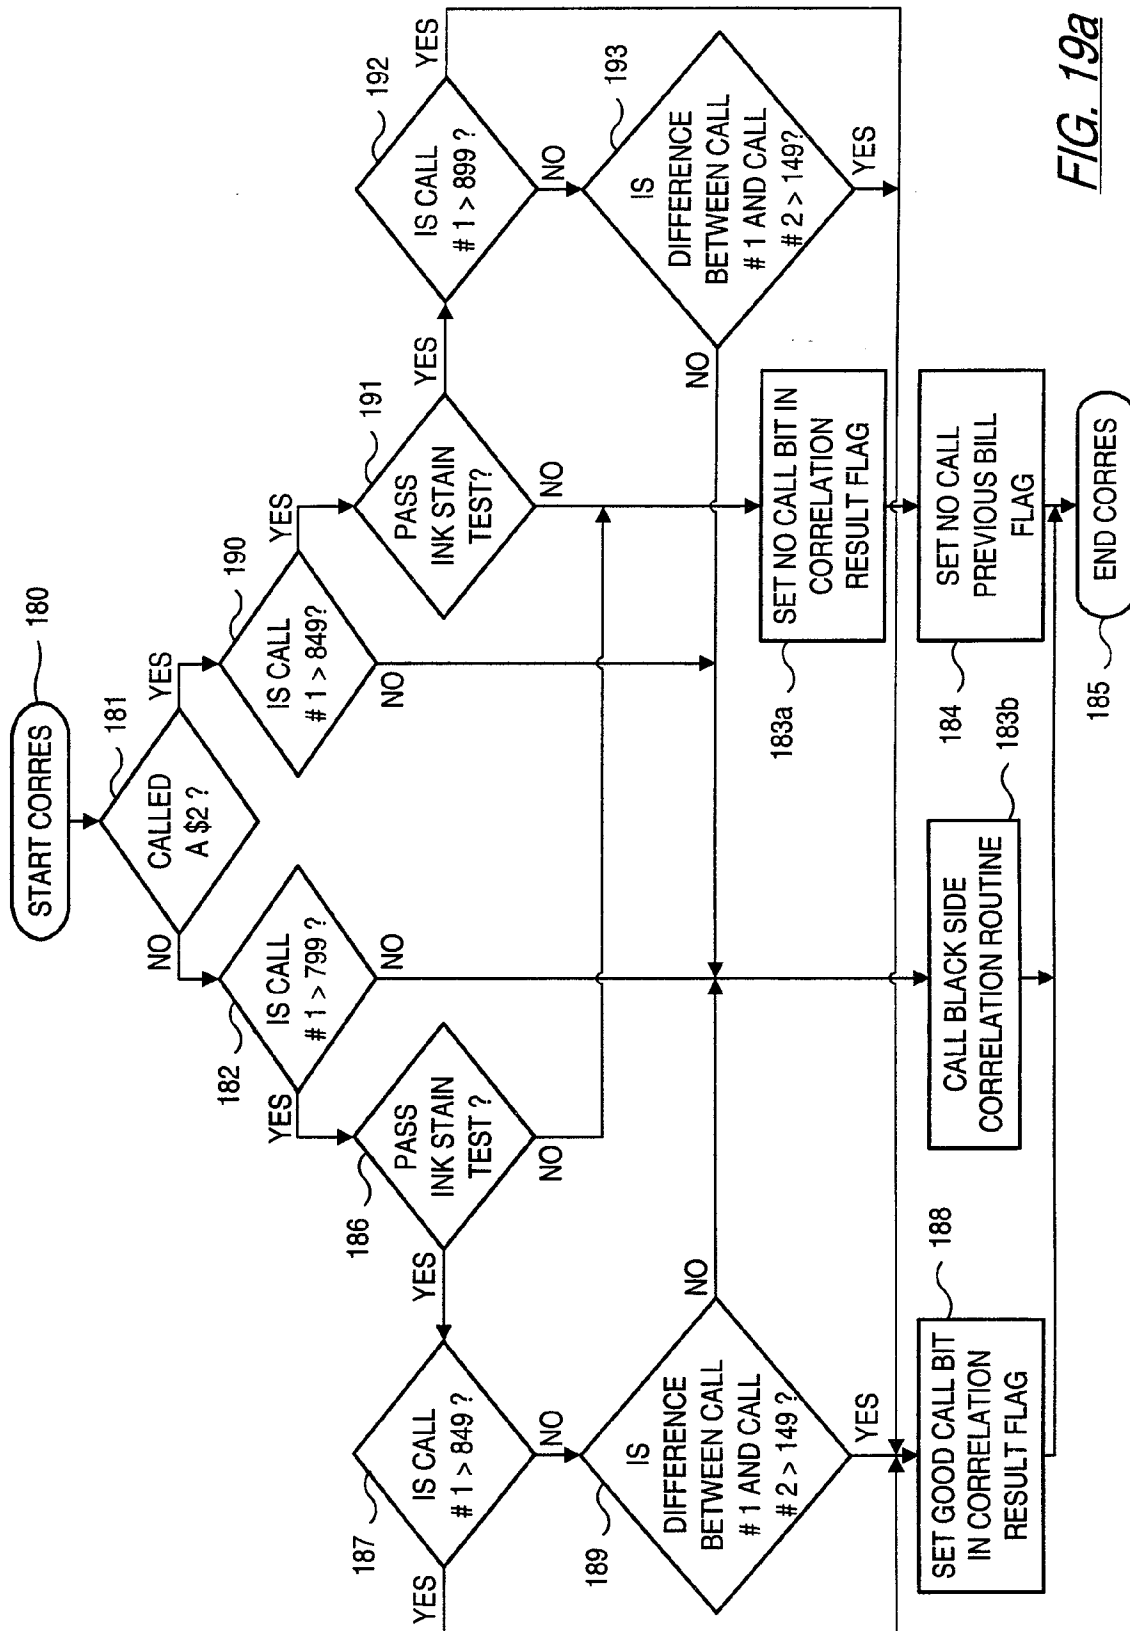 START CORRES
180
CALLED
A $2 ?
181
NO
YES
IS CALL
# 1 > 799 ?
182
YES
NO
IS CALL
# 1 > 849?
190
YES
NO
PASS
INK STAIN
TEST ?
186
YES
NO
PASS
INK STAIN
TEST?
191
YES
NO
IS CALL
# 1 > 849 ?
187
YES
NO
IS CALL
# 1 > 899 ?
192
YES
NO
IS
DIFFERENCE
BETWEEN CALL
# 1 AND CALL
# 2 > 149 ?
189
NO
YES
IS
DIFFERENCE
BETWEEN CALL
# 1 AND CALL
# 2 > 149?
193
NO
YES
SET NO CALL BIT IN
CORRELATION
RESULT FLAG
183a
SET GOOD CALL BIT
IN CORRELATION
RESULT FLAG
188
CALL BLACK SIDE
CORRELATION ROUTINE
183b
SET NO CALL
PREVIOUS BILL
FLAG
184
END CORRES
185
FIG. 19a